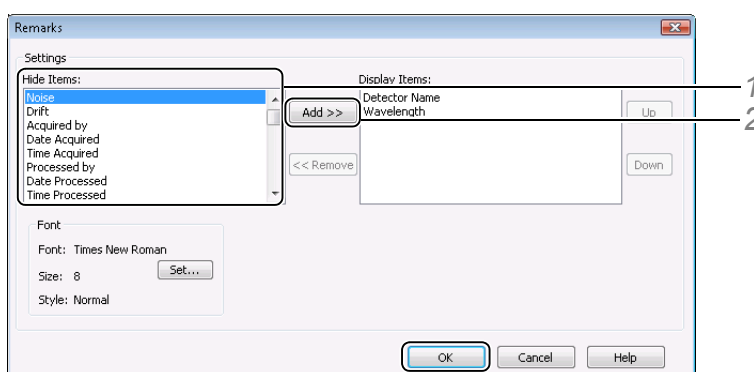 Remarks
Settings
Hide Items:
Display Items:
Noise
Drift
Acquired by
Date Acquired
Time Acquired
Processed by
Date Processed
Time Processed
Add >>
<< Remove
Detector Name
Wavelength
Up
Down
1
2
Font
Font: Times New Roman
Size: 8
Set...
Style: Normal
OK
Cancel
Help